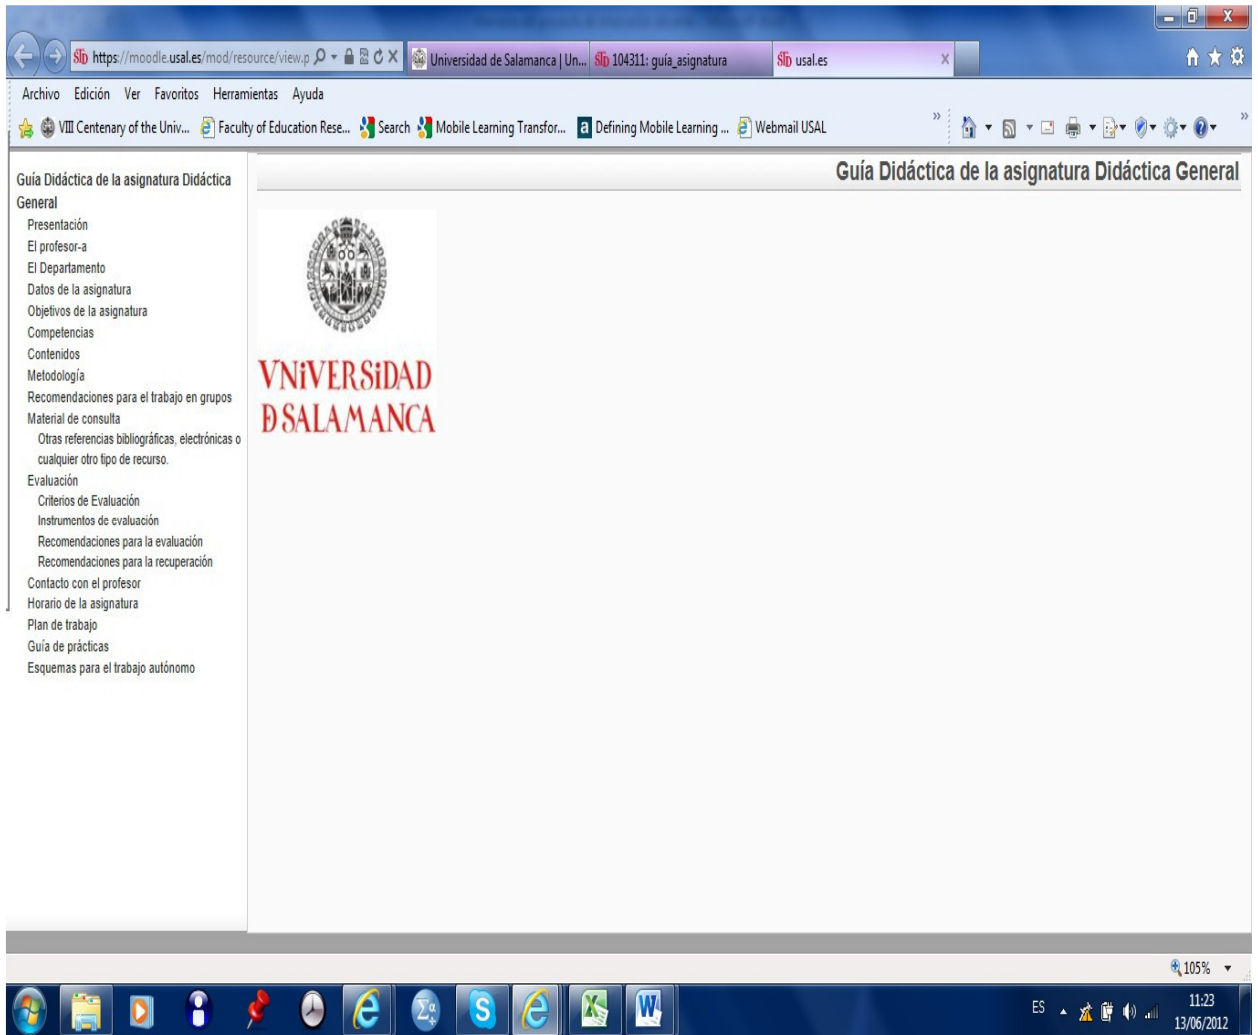 https://moodle.usal.es/mod/resource/view.p
Universidad de Salamanca | Un...
104311: guía_asignatura
usal.es
Archivo Edición Ver Favoritos Herramientas Ayuda
VIII Centenary of the Univ... Faculty of Education Rese... Search Mobile Learning Transfor... Defining Mobile Learning ... Webmail USAL
Guía Didáctica de la asignatura Didáctica
General
Presentación
El profesor-a
El Departamento
Datos de la asignatura
Objetivos de la asignatura
Competencias
Contenidos
Metodología
Recomendaciones para el trabajo en grupos
Material de consulta
Otras referencias bibliográficas, electrónicas o
cualquier otro tipo de recurso.
Evaluación
Criterios de Evaluación
Instrumentos de evaluación
Recomendaciones para la evaluación
Recomendaciones para la recuperación
Contacto con el profesor
Horario de la asignatura
Plan de trabajo
Guía de prácticas
Esquemas para el trabajo autónomo
Guía Didáctica de la asignatura Didáctica General
VNiVERSiDAD
D SALAMANCA
105%
ES
11:23
13/06/2012